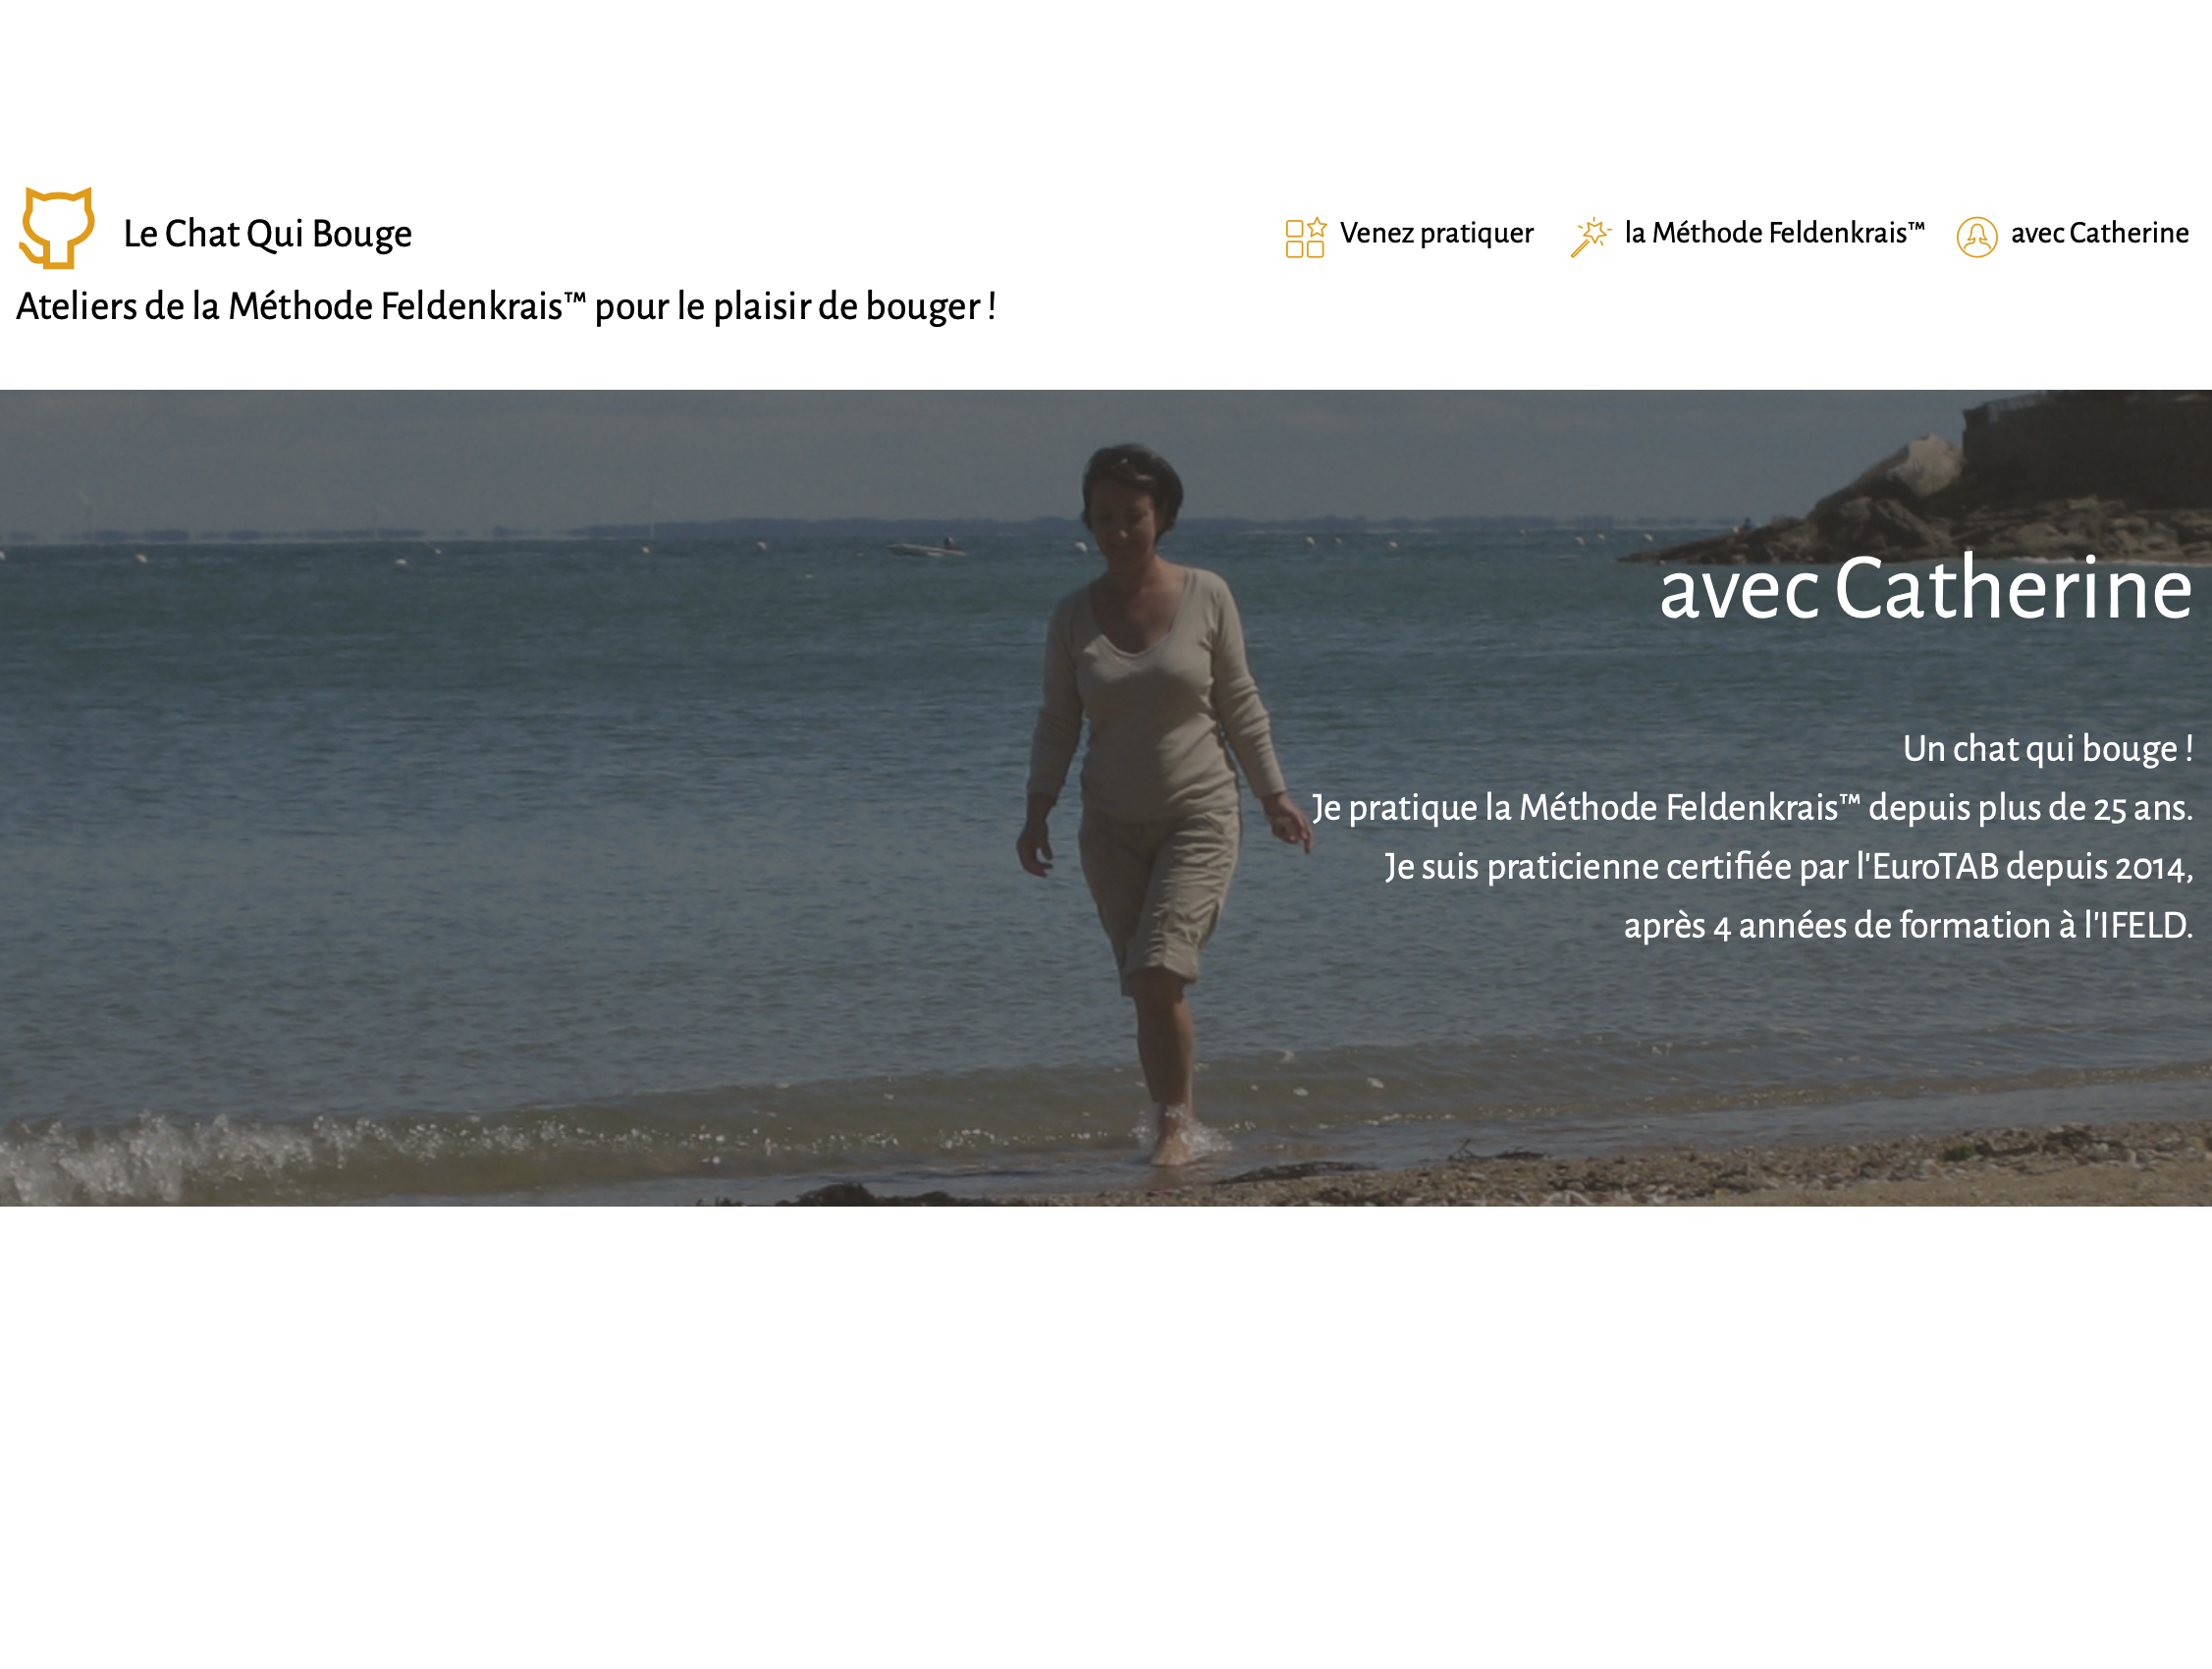 Le Chat Qui Bouge
Venez pratiquer
la Méthode Feldenkrais™
avec Catherine
Ateliers de la Méthode Feldenkrais™ pour le plaisir de bouger !
avec Catherine
Un chat qui bouge !
Je pratique la Méthode Feldenkrais™ depuis plus de 25 ans.
Je suis praticienne certifiée par l'EuroTAB depuis 2014,
après 4 années de formation à l'IFELD.